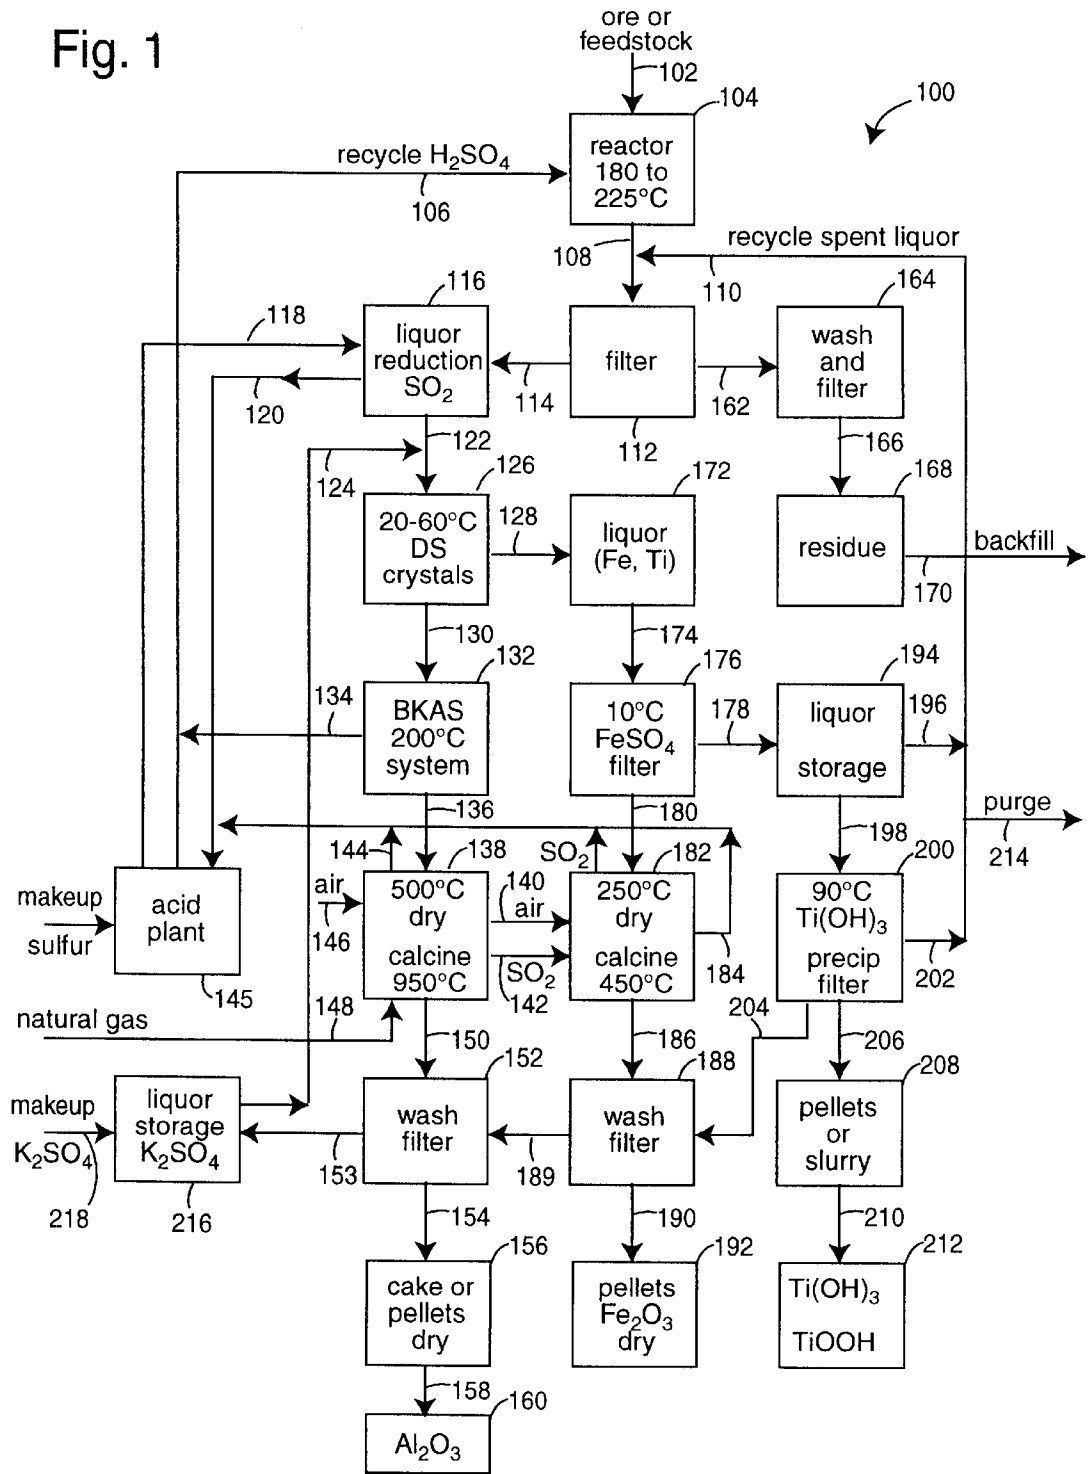 Fig. 1
ore or
feedstock
102
104
100
reactor
180 to
225°C
recycle H₂SO₄
106
108
recycle spent liquor
110
116
164
118
liquor
reduction
SO₂
filter
wash
and
filter
114
162
120
122
112
166
124
126
172
168
20-60°C
DS
crystals
128
liquor
(Fe, Ti)
residue
backfill
170
130
174
132
176
194
134
BKAS
200°C
system
10°C
FeSO₄
filter
178
liquor
storage
196
136
180
purge
198
214
144
138
SO₂
182
200
makeup
sulfur
acid
plant
air
146
500°C
dry
calcine
950°C
140
air
SO₂
142
250°C
dry
calcine
450°C
184
90°C
Ti(OH)₃
precip
filter
202
145
natural gas
148
204
150
186
206
152
188
208
makeup
K₂SO₄
liquor
storage
K₂SO₄
wash
filter
wash
filter
pellets
or
slurry
153
189
218
216
154
190
210
156
192
212
cake or
pellets
dry
pellets
Fe₂O₃
dry
Ti(OH)₃
TiOOH
158
160
Al₂O₃